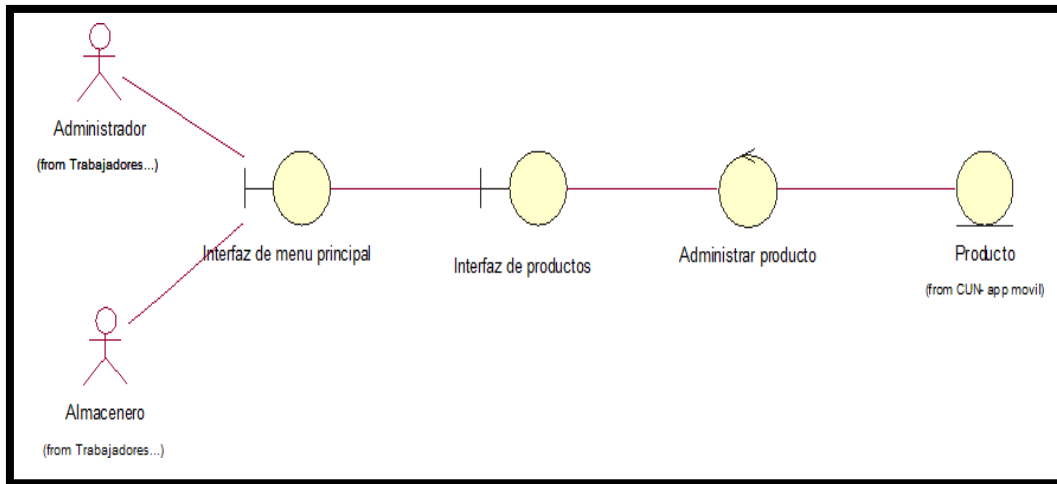 Administrador
(from Trabajadores...)
Interfaz de menu principal
Interfaz de productos
Administrar producto
Producto
(from CUN- app movil)
Almacenero
(from Trabajadores...)